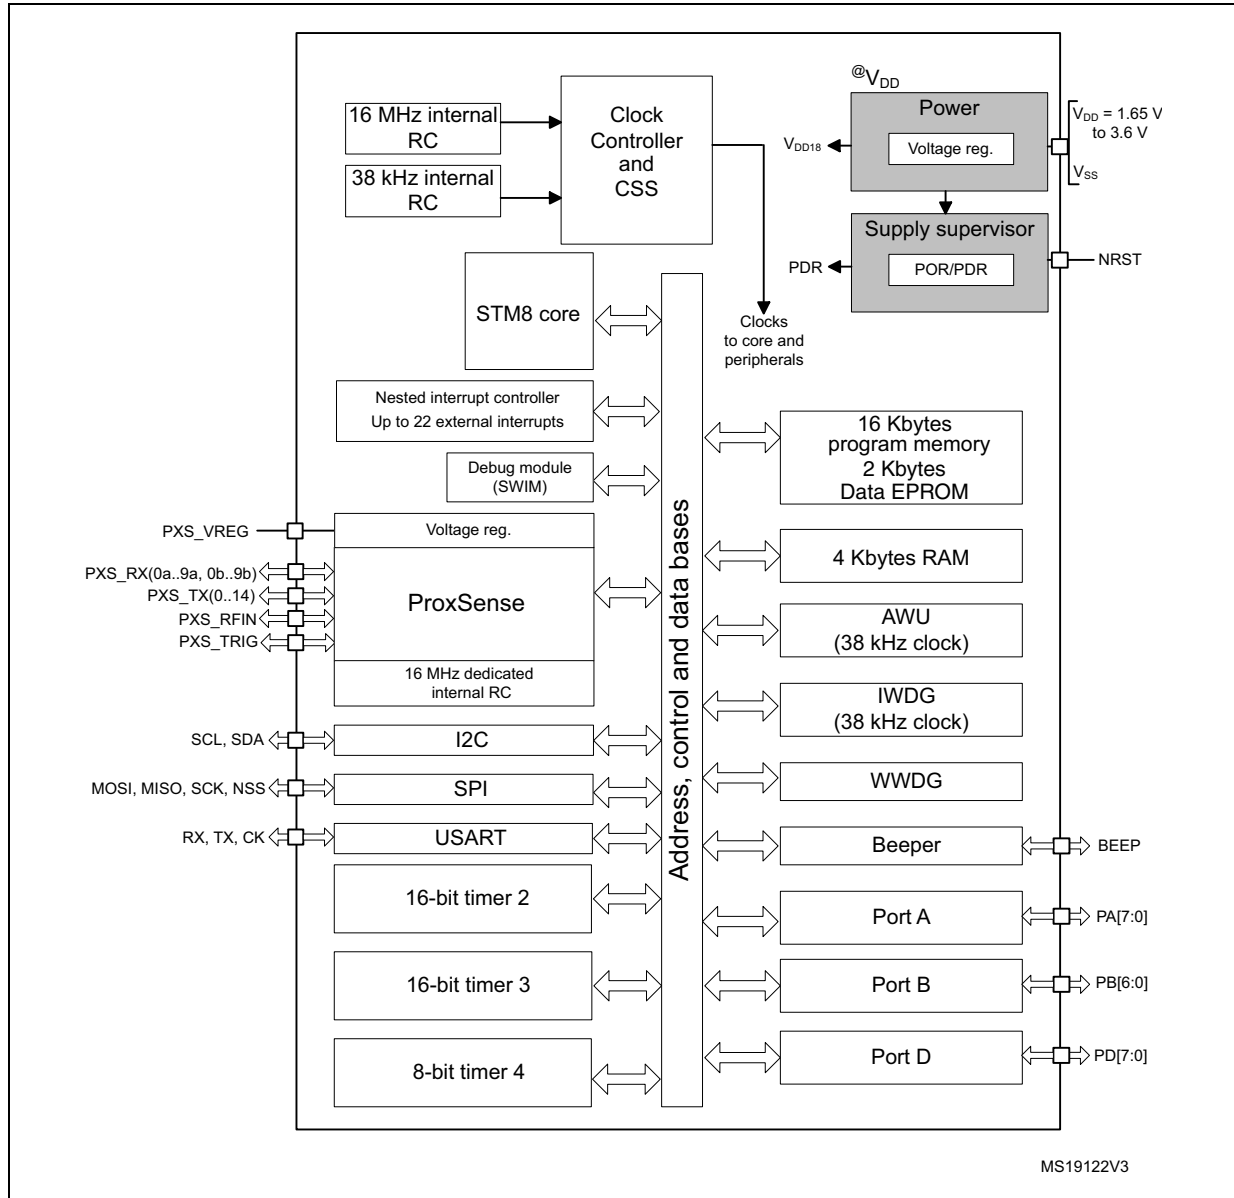 16 MHz internal
RC
38 kHz internal
RC
Clock
Controller
and
CSS
@VDD
Power
Voltage reg.
VDD18
VDD = 1.65 V
to 3.6 V
VSS
Supply supervisor
POR/PDR
PDR
NRST
Clocks
to core and
peripherals
STM8 core
Nested interrupt controller
Up to 22 external interrupts
Debug module
(SWIM)
PXS_VREG
Voltage reg.
PXS_RX(0a..9a, 0b..9b)
PXS_TX(0..14)
PXS_RFIN
PXS_TRIG
ProxSense
16 MHz dedicated
internal RC
SCL, SDA
I2C
MOSI, MISO, SCK, NSS
SPI
RX, TX, CK
USART
16-bit timer 2
16-bit timer 3
8-bit timer 4
Address, control and data bases
16 Kbytes
program memory
2 Kbytes
Data EPROM
4 Kbytes RAM
AWU
(38 kHz clock)
IWDG
(38 kHz clock)
WWDG
Beeper
BEEP
Port A
PA[7:0]
Port B
PB[6:0]
Port D
PD[7:0]
MS19122V3